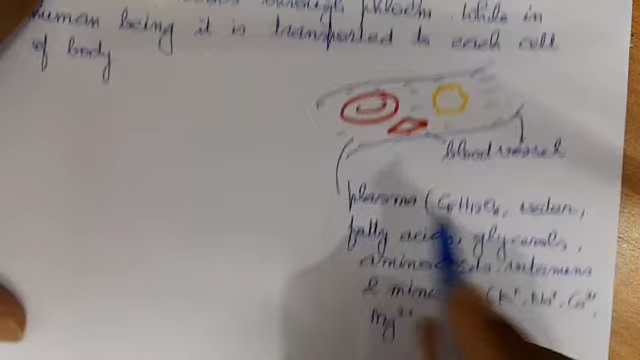 through phloem. While in
human being it is transported to each cell
of body
blood vessel
plasma (C6H12O6, water,
fatty acids, glycerols,
aminoacids, vitamins
& (K+, Na+, Ca2+,
Mg2+